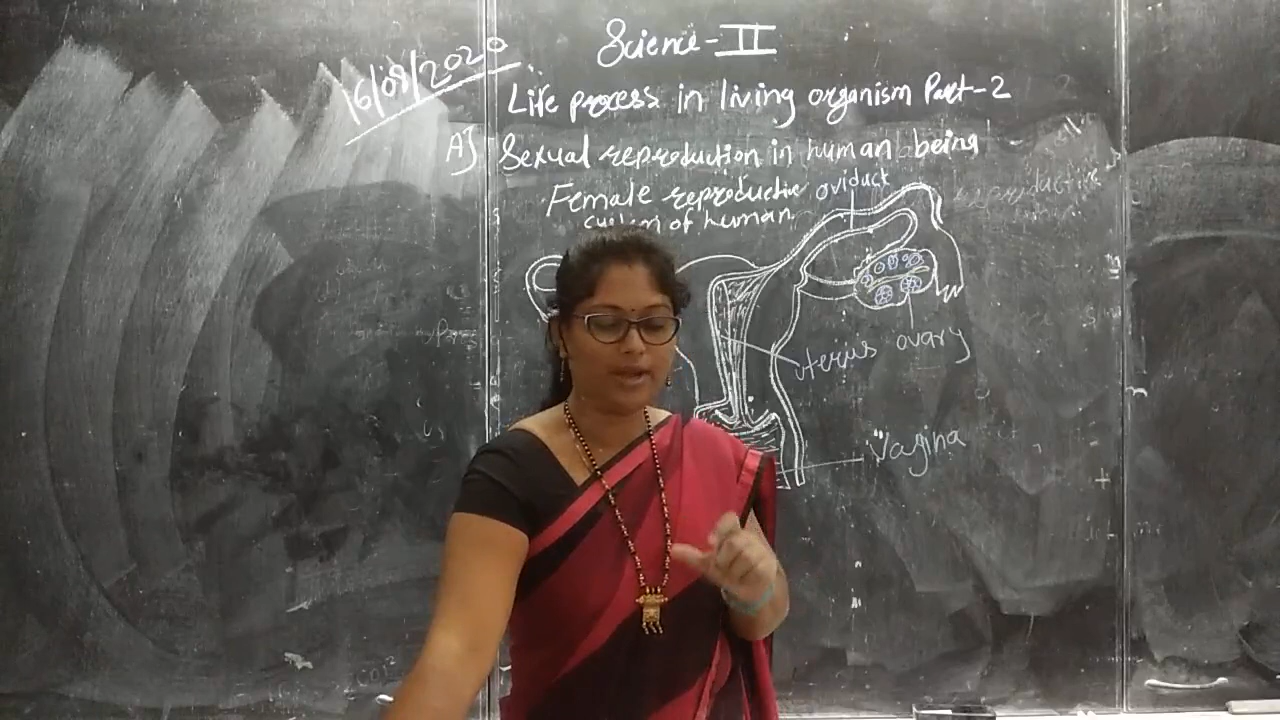 Science-II
16/09/2020
Life process in living organism Part-2
A] Sexual reproduction in human being
Female reproductive
system of human
oviduct
uterus
ovary
Vagina